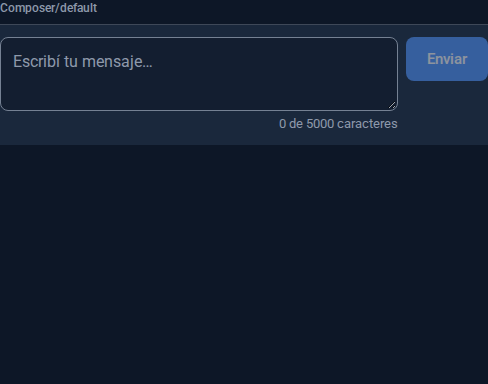 Composer/default
Escribí tu mensaje...
Enviar
0 de 5000 caracteres